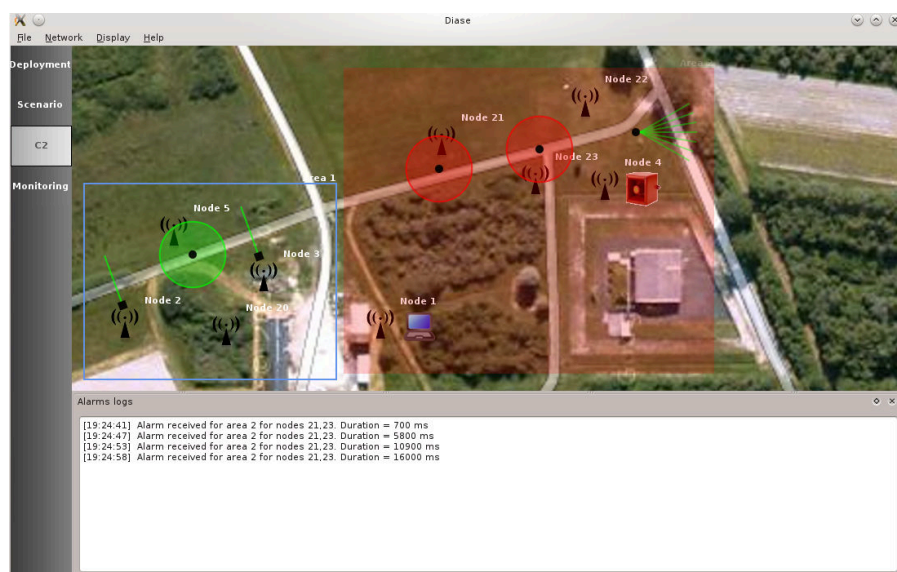 Diase
File Network Display Help
Deployment
Scenario
C2
Monitoring
Node 22
Node 21
Node 23
Node 4
Area 1
Node 5
Node 3
Node 2
Node 20
Node 1
Alarms logs
[19:24:41] Alarm received for area 2 for nodes 21,23. Duration = 700 ms
[19:24:47] Alarm received for area 2 for nodes 21,23. Duration = 5800 ms
[19:24:53] Alarm received for area 2 for nodes 21,23. Duration = 10900 ms
[19:24:58] Alarm received for area 2 for nodes 21,23. Duration = 16000 ms